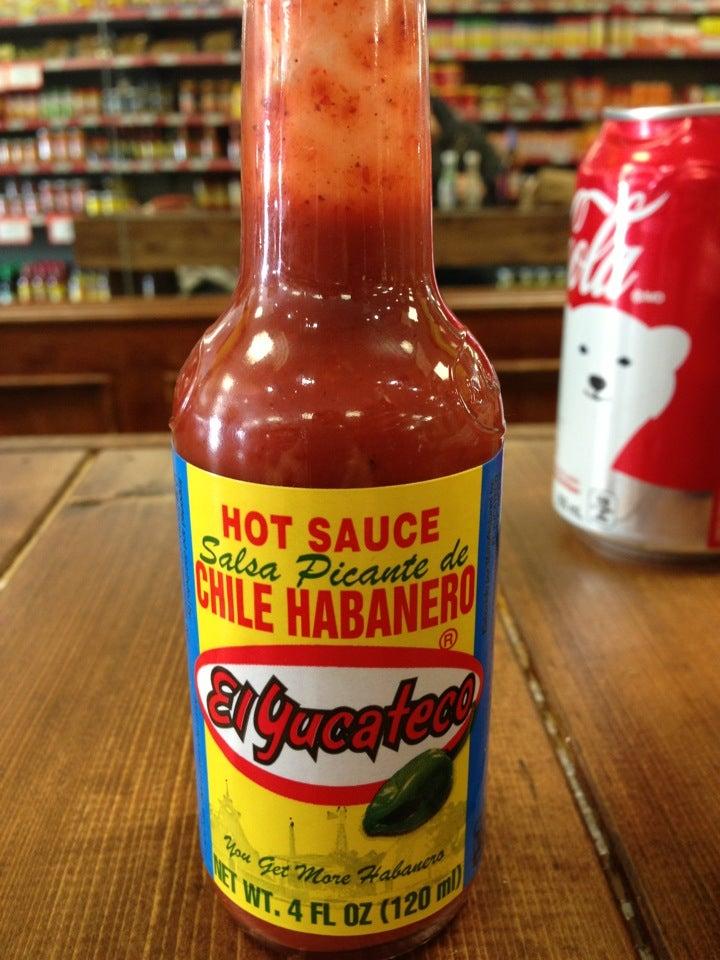 HOT SAUCE
Salsa Picante de
CHILE HABANERO
®
El Yucateco
You Get More Habanero
NET WT. 4 FL OZ (120 ml)
Cola